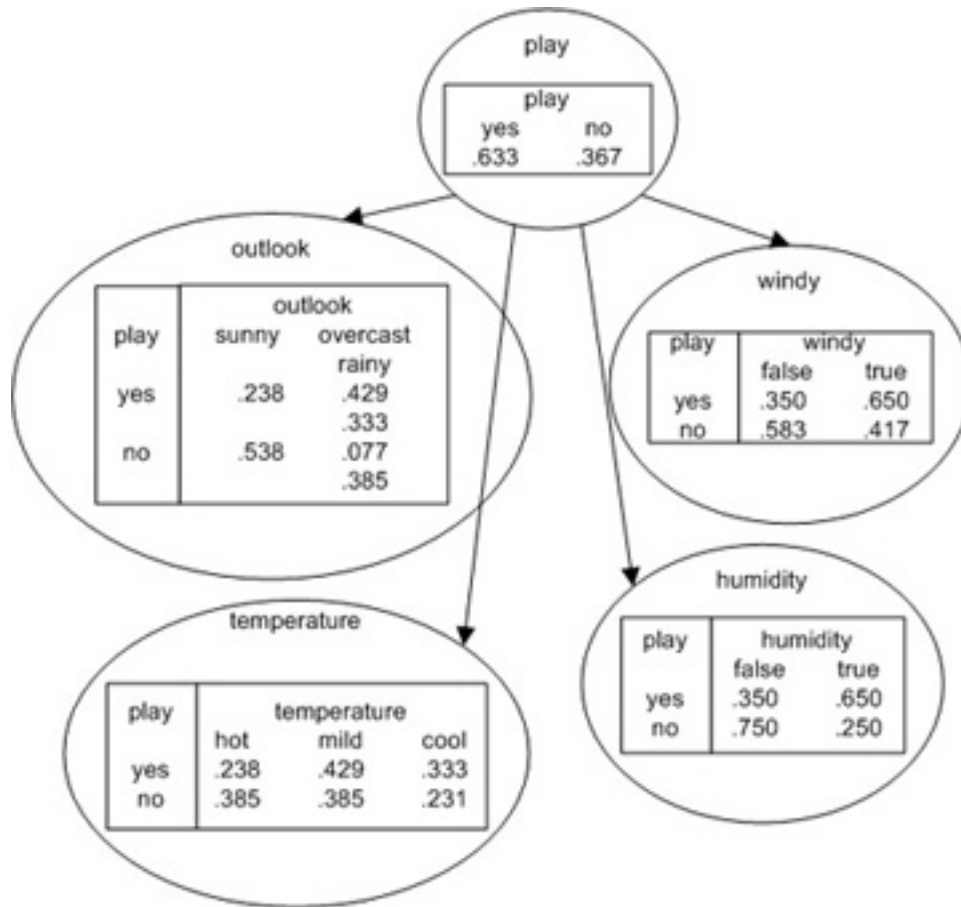 play
play
yes no
.633 .367
outlook
outlook
play sunny overcast
rainy
yes .238 .429
.333
no .538 .077
.385
windy
play windy
false true
yes .350 .650
no .583 .417
temperature
play temperature
hot mild cool
yes .238 .429 .333
no .385 .385 .231
humidity
play humidity
false true
yes .350 .650
no .750 .250